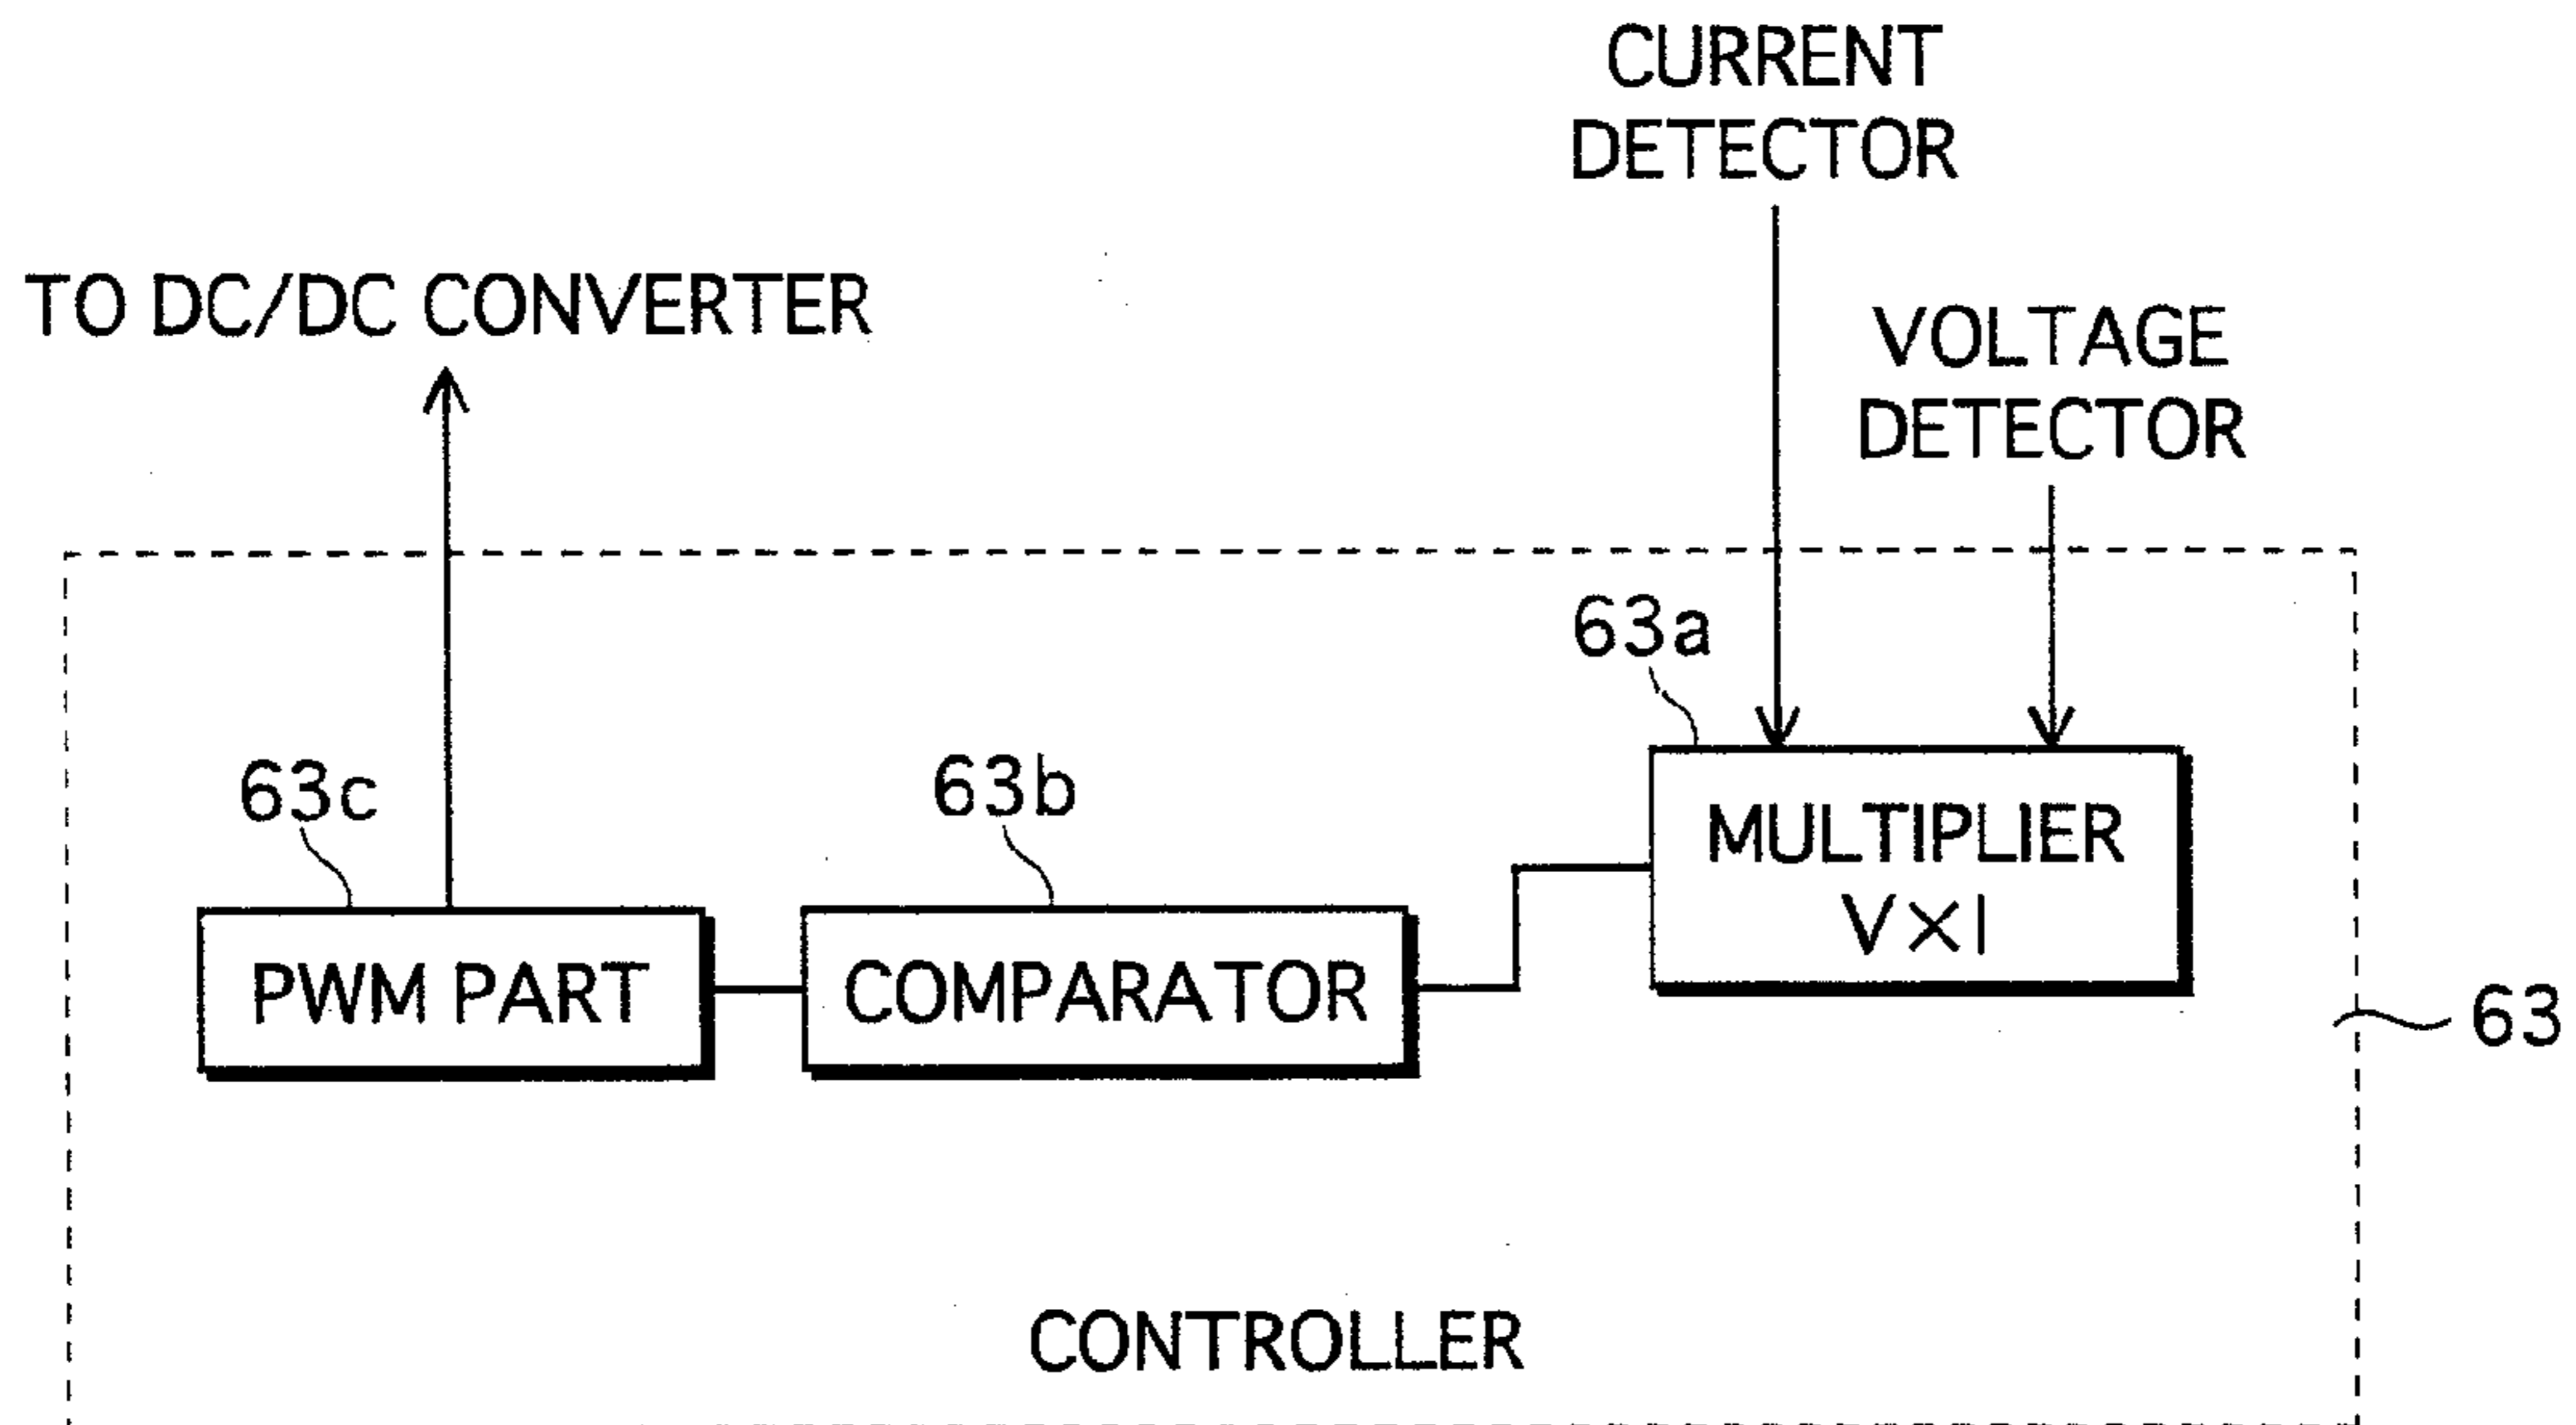 CURRENT
DETECTOR
TO DC/DC CONVERTER
VOLTAGE
DETECTOR
63a
63c
63b
MULTIPLIER
V×I
PWM PART
COMPARATOR
63
CONTROLLER